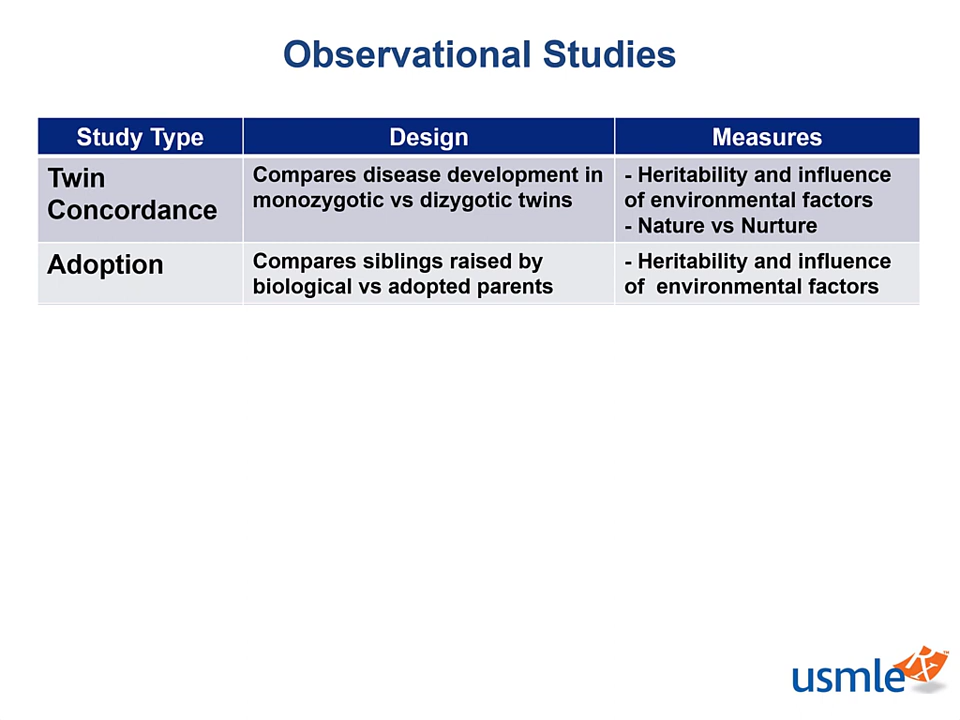 Observational Studies
Study Type Design Measures
Twin
Concordance
Compares disease development in
monozygotic vs dizygotic twins
- Heritability and influence
of environmental factors
- Nature vs Nurture
Adoption
Compares siblings raised by
biological vs adopted parents
- Heritability and influence
of environmental factors
usmle Rx ™